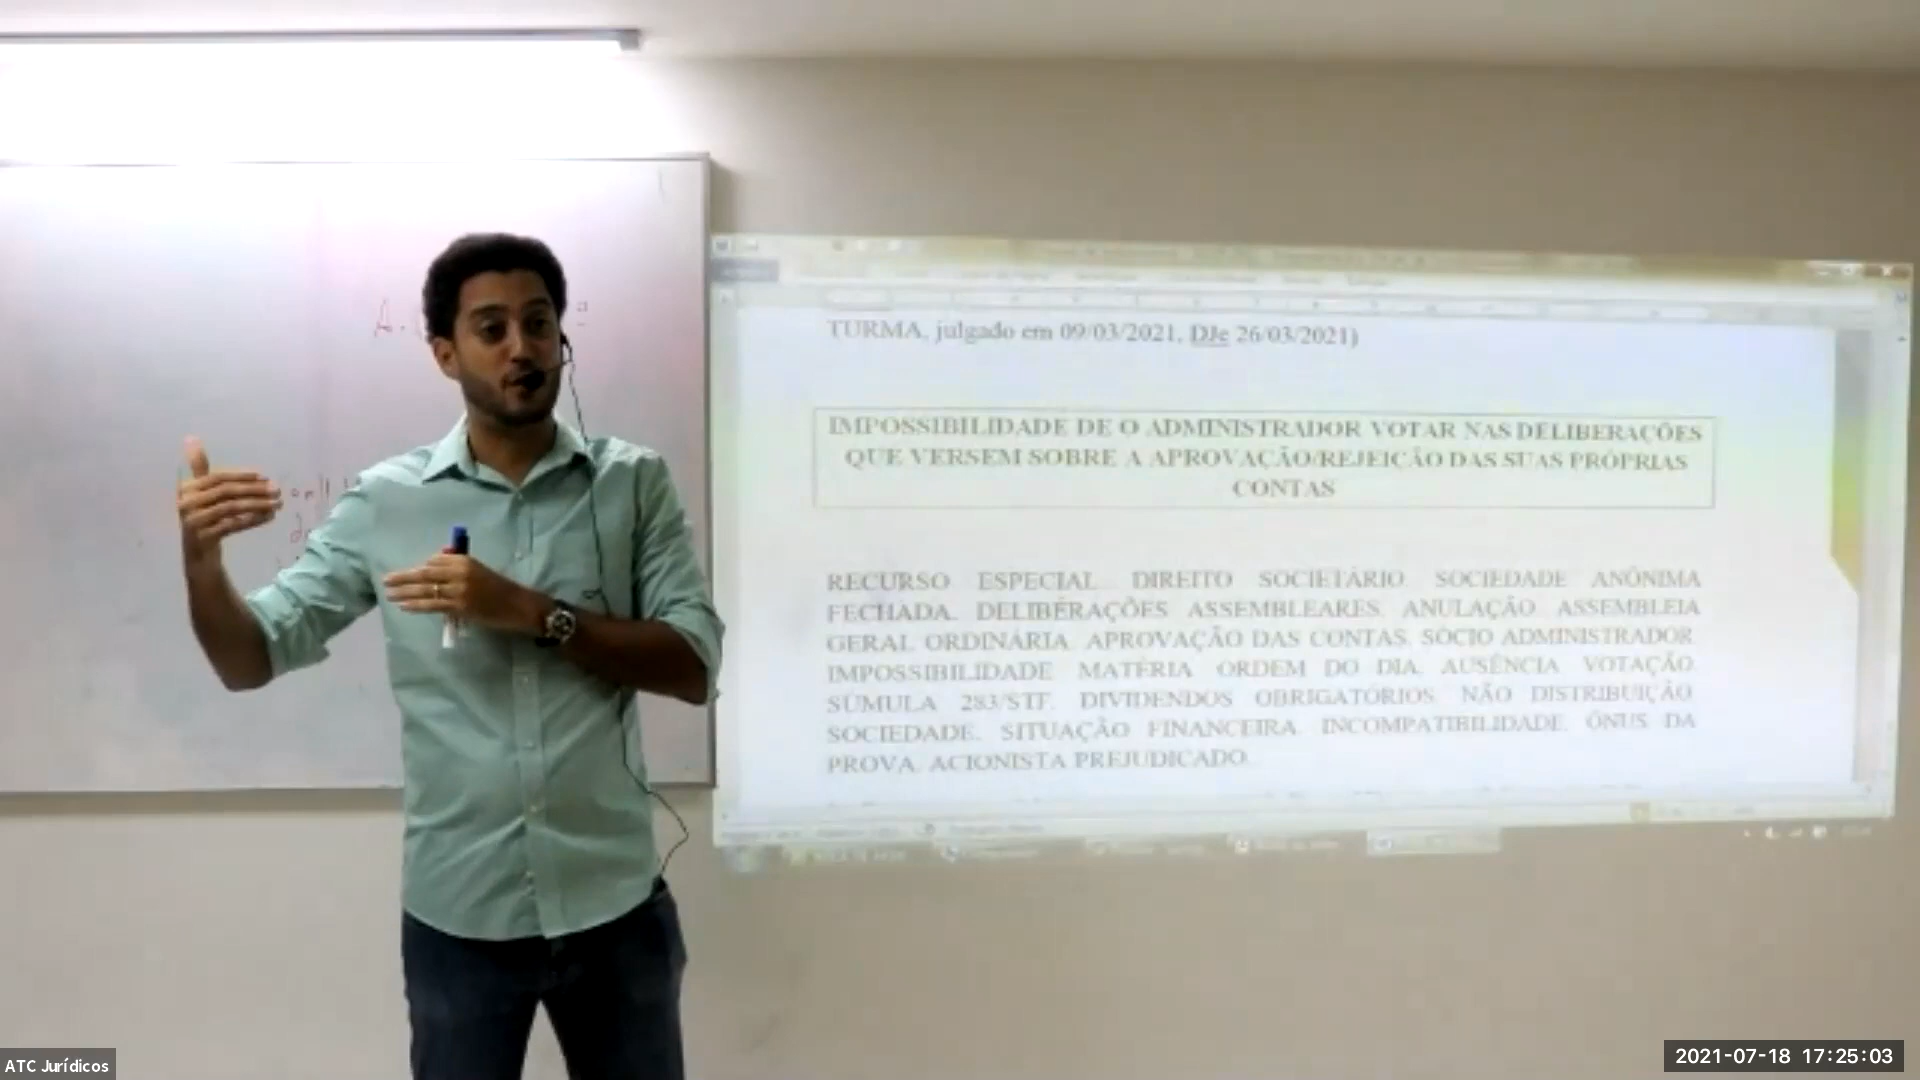 TURMA, julgado em 09/03/2021, DJe 26/03/2021)
IMPOSSIBILIDADE DE O ADMINISTRADOR VOTAR NAS DELIBERAÇÕES
QUE VERSEM SOBRE A APROVAÇÃO/REJEIÇÃO DAS SUAS PRÓPRIAS
CONTAS
RECURSO ESPECIAL. DIREITO SOCIETÁRIO. SOCIEDADE ANÔNIMA
FECHADA. DELIBERAÇÕES ASSEMBLEARES. ANULAÇÃO. ASSEMBLEIA
GERAL ORDINÁRIA. APROVAÇÃO DAS CONTAS. SÓCIO ADMINISTRADOR.
IMPOSSIBILIDADE. MATÉRIA. ORDEM DO DIA. AUSÊNCIA. VOTAÇÃO.
SÚMULA 283/STF. DIVIDENDOS OBRIGATÓRIOS. NÃO DISTRIBUIÇÃO.
SOCIEDADE. SITUAÇÃO FINANCEIRA. INCOMPATIBILIDADE. ÔNUS DA
PROVA. ACIONISTA PREJUDICADO.
ATC Jurídicos
2021-07-18 17:25:03